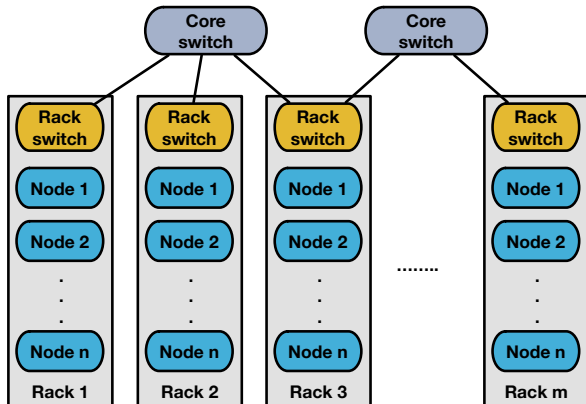 Core
switch
Core
switch
Rack
switch
Rack
switch
Rack
switch
Rack
switch
Node 1
Node 1
Node 1
Node 1
Node 2
Node 2
Node 2
Node 2
........
Node n
Node n
Node n
Node n
Rack 1
Rack 2
Rack 3
Rack m